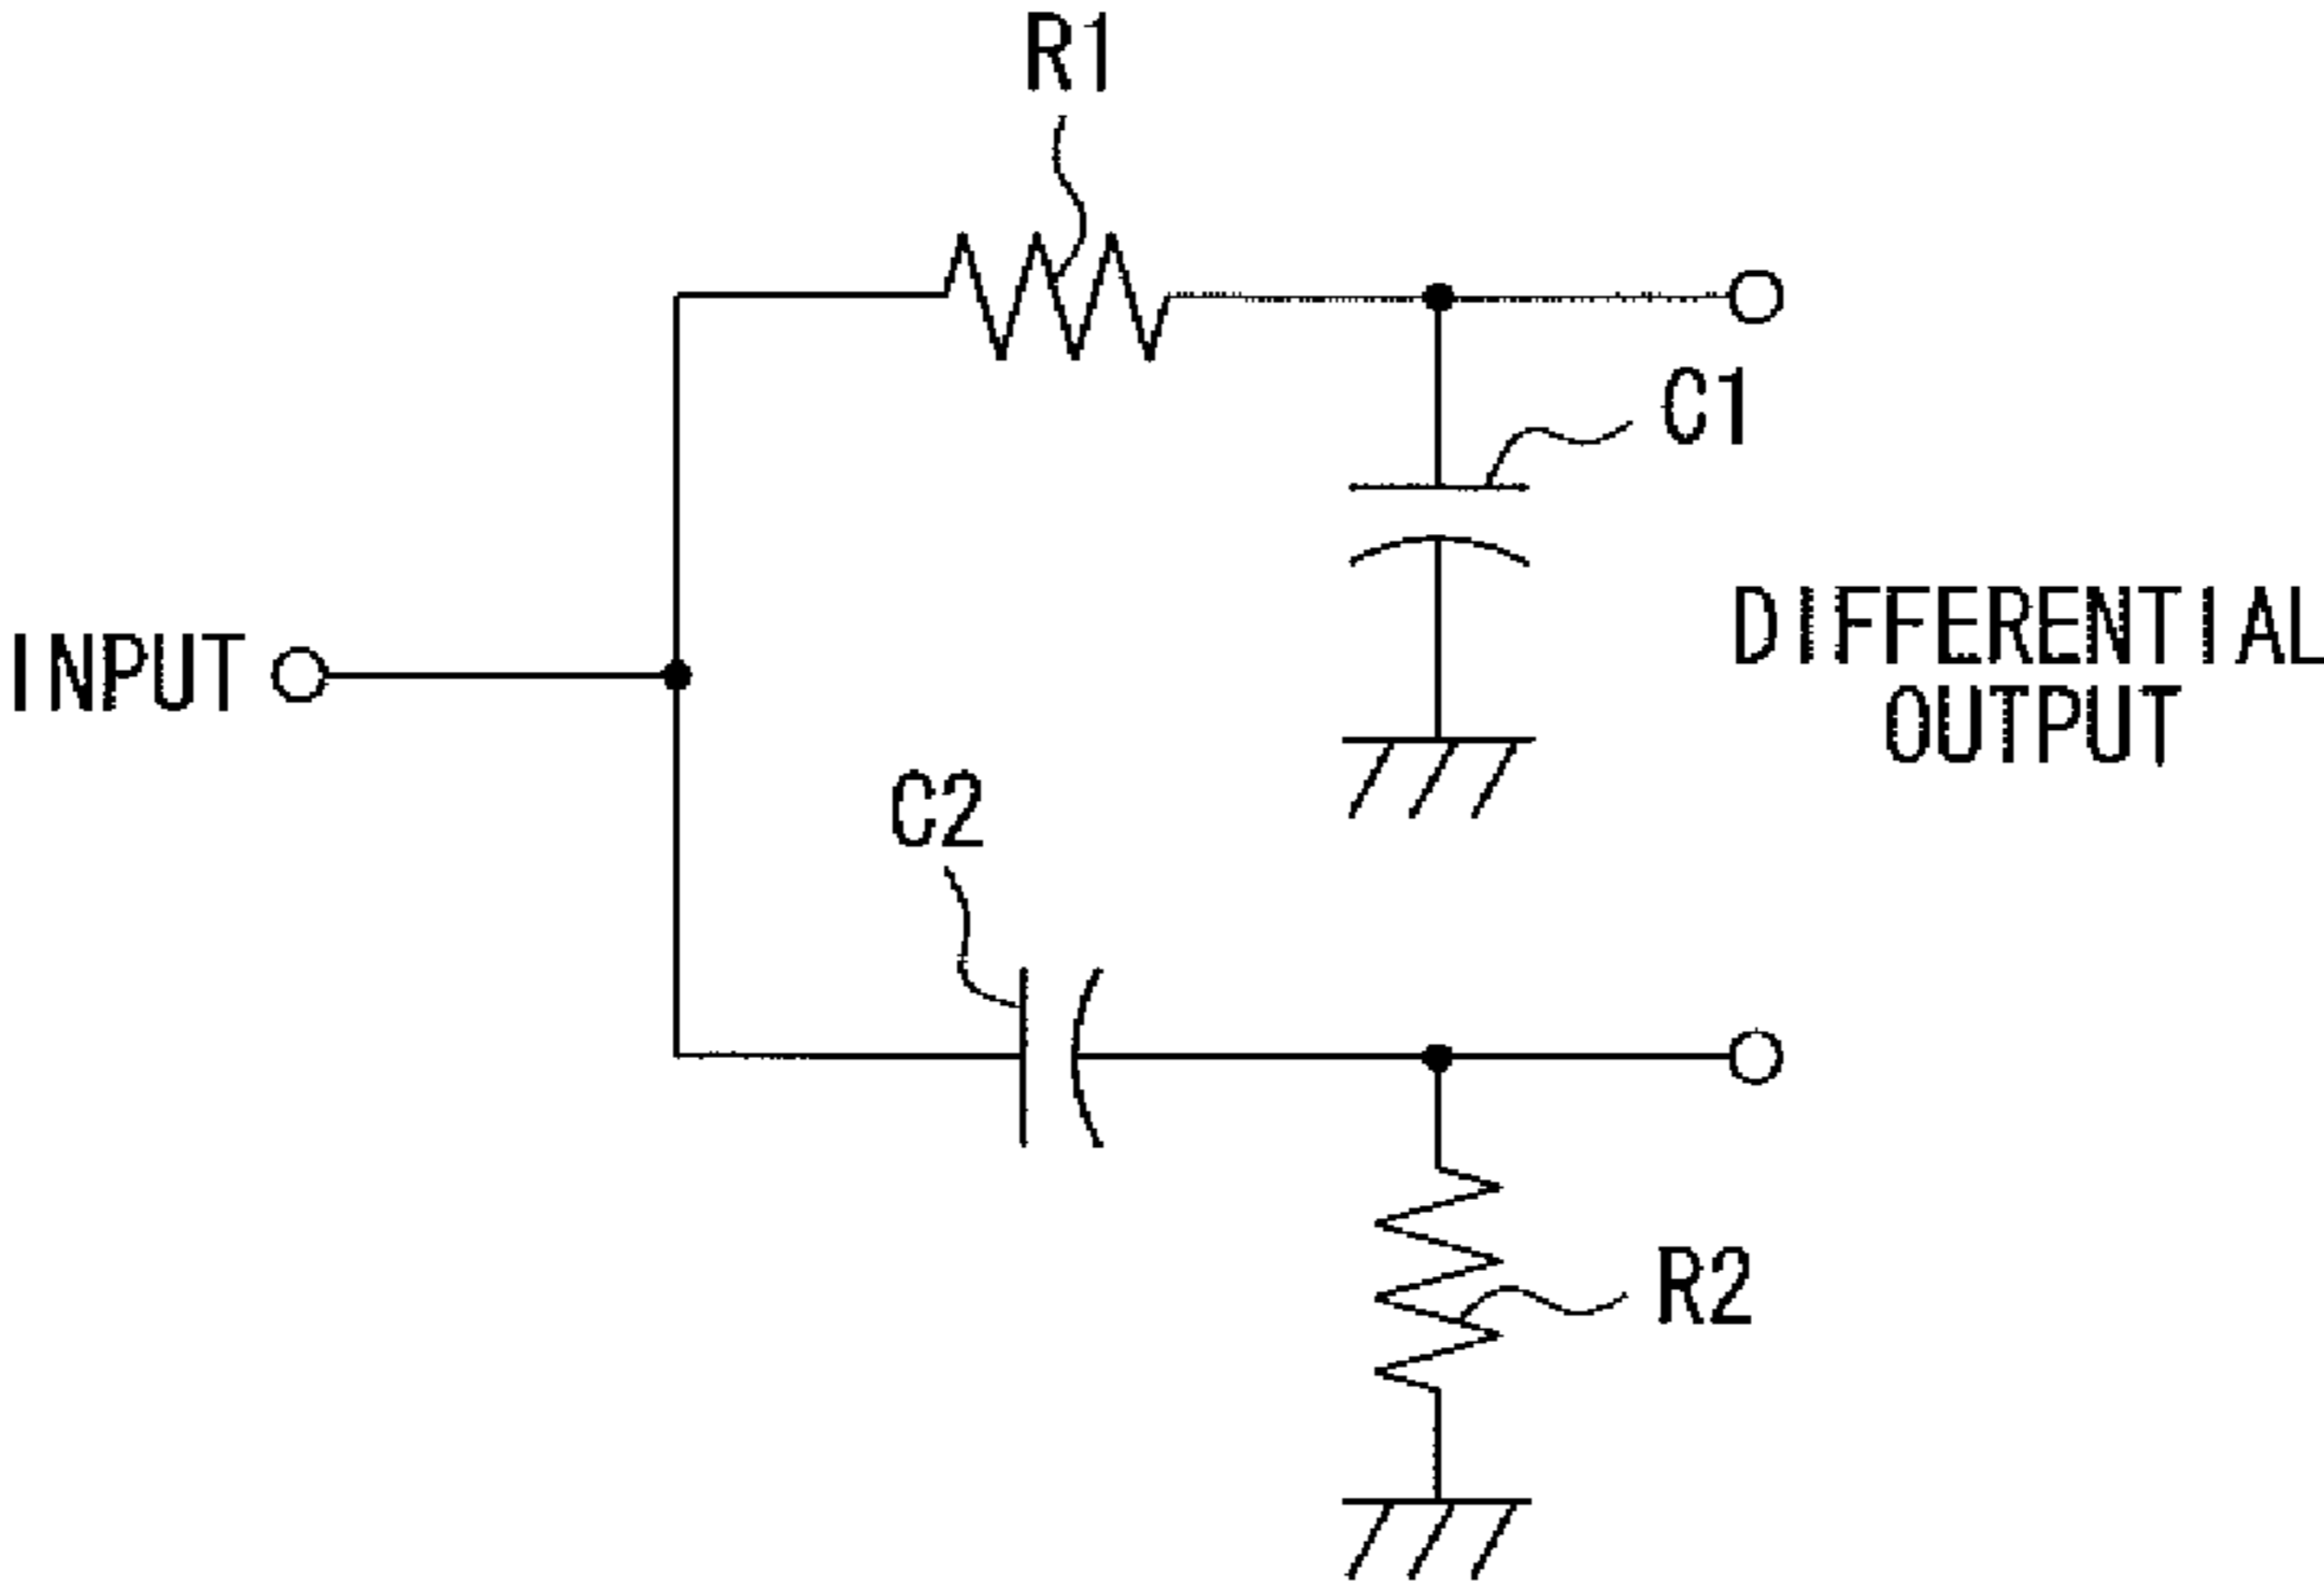 R1
C1
INPUT
DIFFERENTIAL
OUTPUT
C2
R2